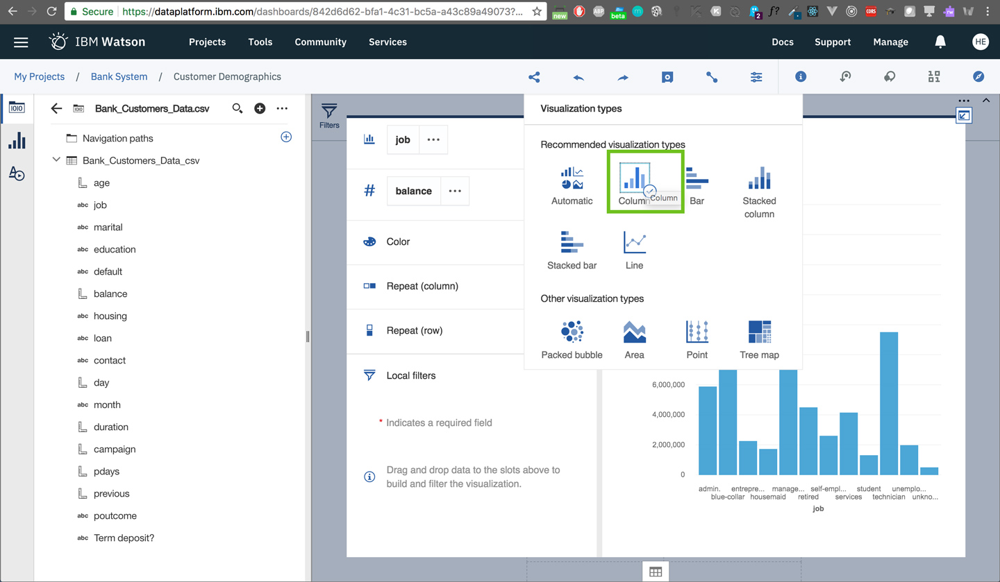 Secure https://dataplatform.ibm.com/dashboards/842d6d62-bfa1-4c31-bc5a-a43c89a49073?...
new
ABP
beta
m
K
2
f?
CORS
rw
IBM Watson Projects Tools Community Services Docs Support Manage HE
My Projects / Bank System / Customer Demographics
Bank_Customers_Data.csv
Navigation paths
Bank_Customers_Data_csv
age
abc job
abc marital
abc education
abc default
balance
abc housing
abc loan
abc contact
day
abc month
duration
campaign
pdays
previous
abc poutcome
abc Term deposit?
Filters
job
# balance
Color
Repeat (column)
Repeat (row)
Local filters
* Indicates a required field
Drag and drop data to the slots above to
build and filter the visualization.
Visualization types
Recommended visualization types
Automatic
Column
Column
Bar
Stacked
column
Stacked bar
Line
Other visualization types
Packed bubble
Area
Point
Tree map
6,000,000
4,000,000
2,000,000
0
admin. entrepre... manage... self-empl... student unemplo...
blue-collar housemaid retired services technician unkno...
job